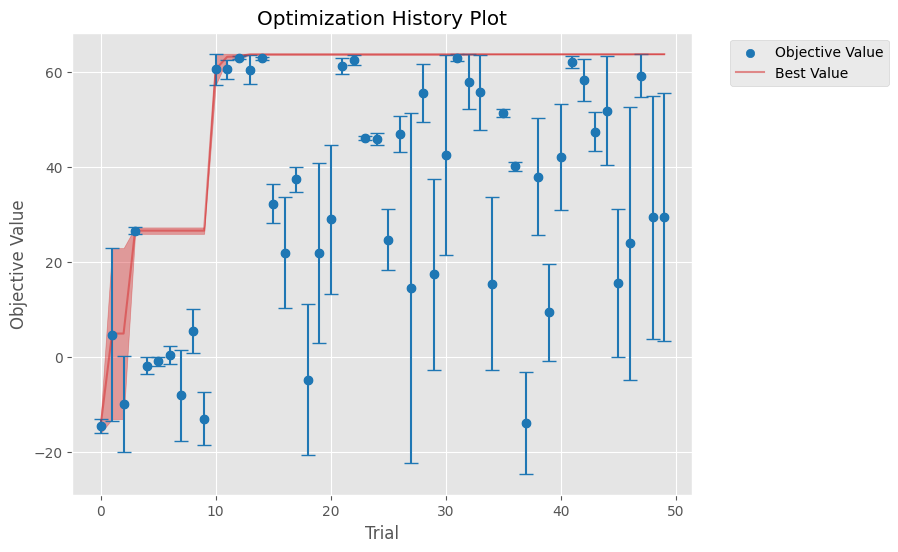 Optimization History Plot
Objective Value
Best Value
Objective Value
60
40
20
0
−20
0 10 20 30 40 50
Trial